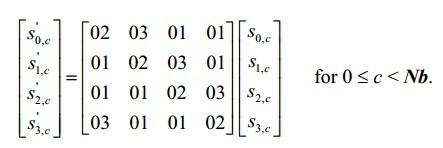 [s'0,c] = [02 03 01 01] [s0,c]
[s'1,c] [01 02 03 01] [s1,c]
[s'2,c] [01 01 02 03] [s2,c] for 0 ≤ c < Nb.
[s'3,c] [03 01 01 02] [s3,c]